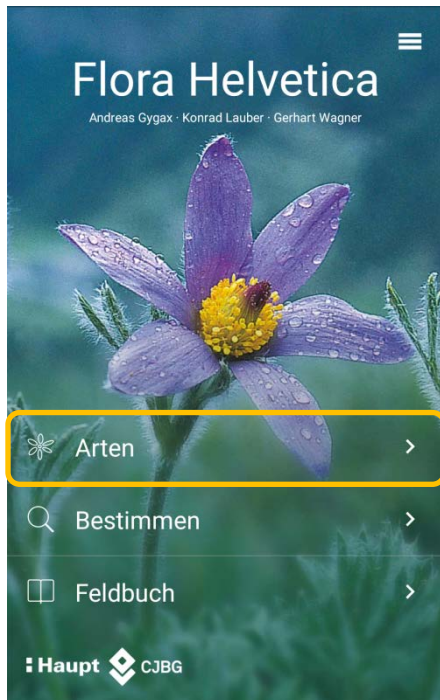 Flora Helvetica
Andreas Gygax · Konrad Lauber · Gerhart Wagner
Arten
Bestimmen
Feldbuch
Haupt CJBG